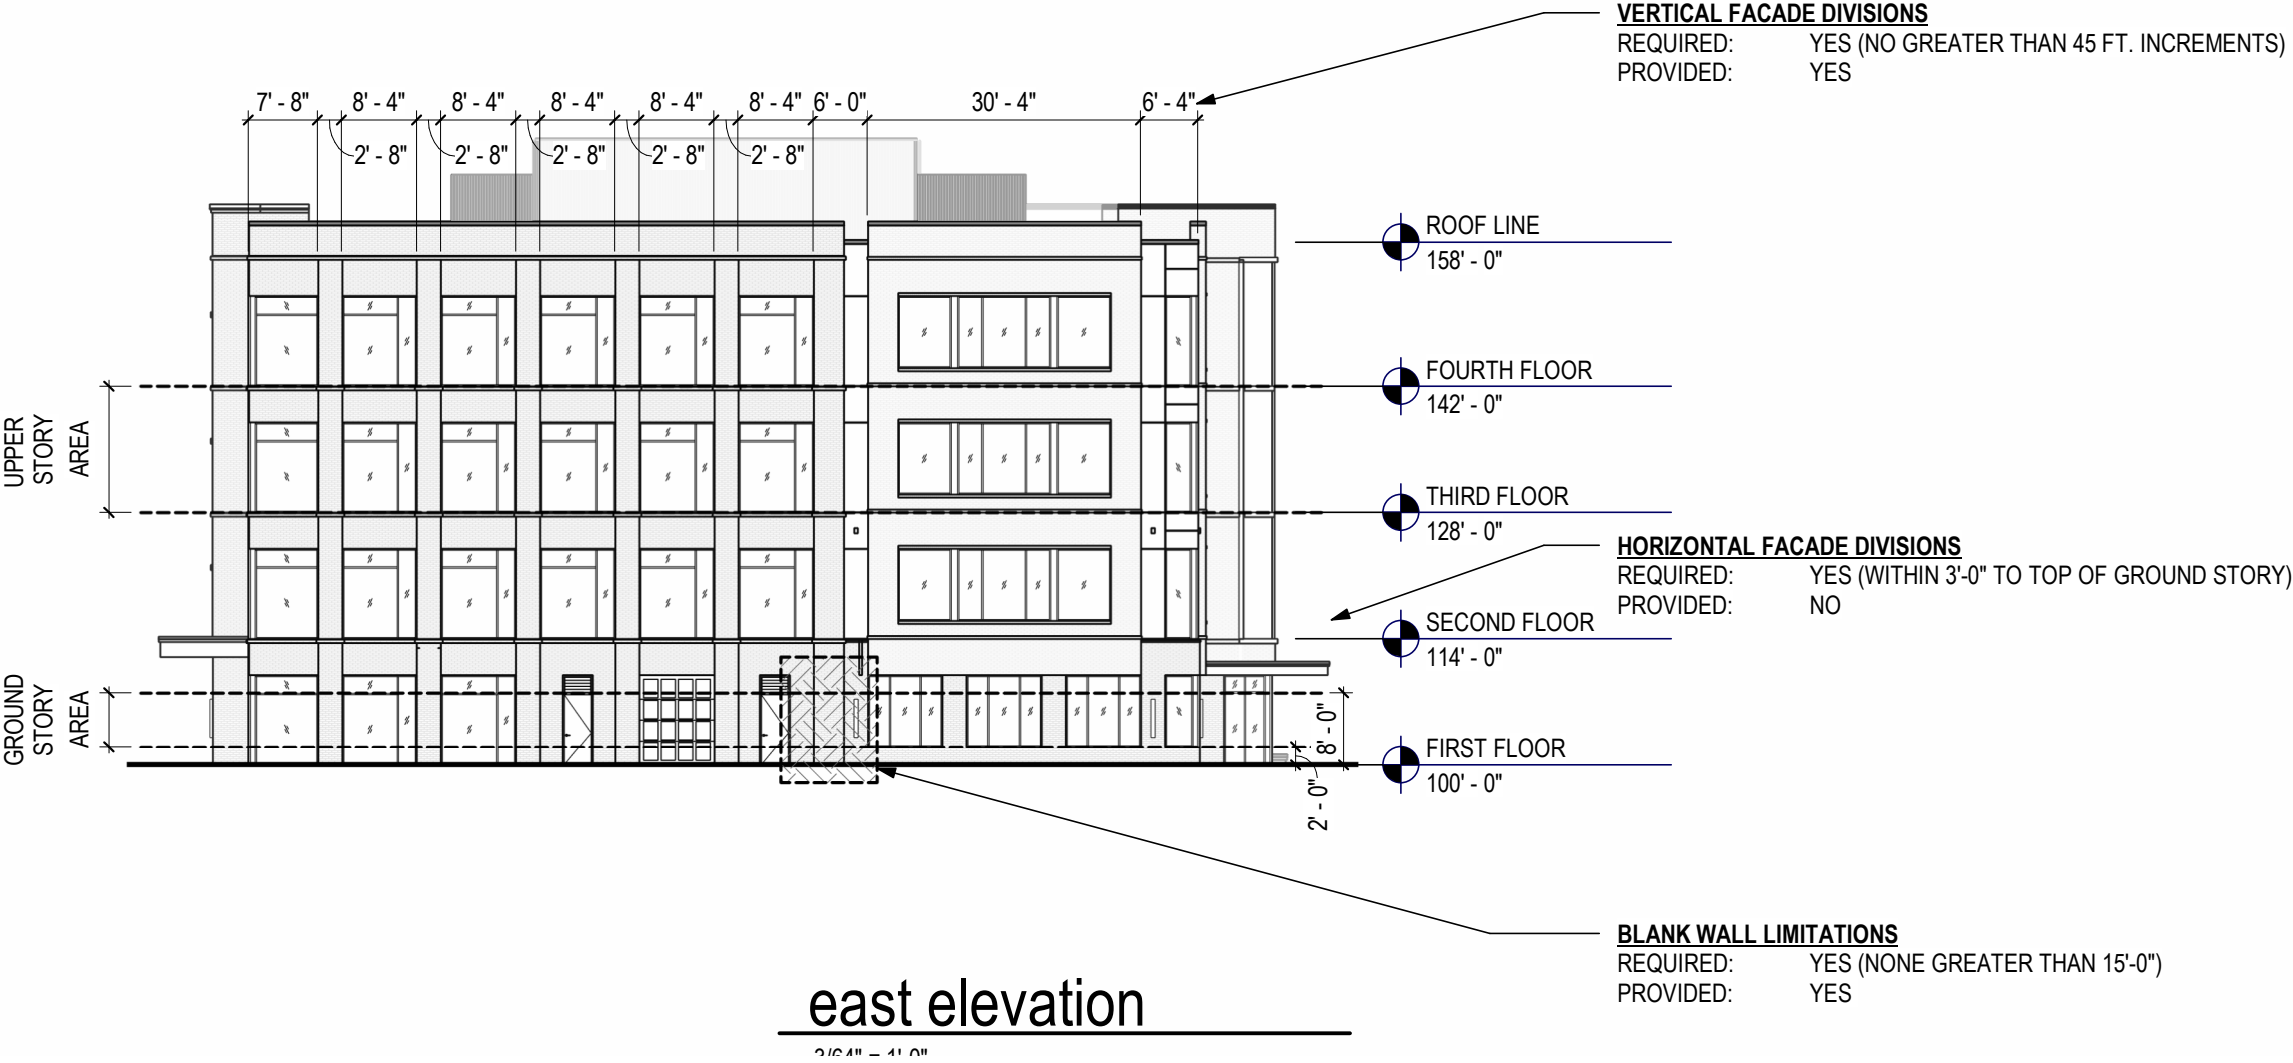 VERTICAL FACADE DIVISIONS
REQUIRED: YES (NO GREATER THAN 45 FT. INCREMENTS)
PROVIDED: YES
7' - 8" 8' - 4" 8' - 4" 8' - 4" 8' - 4" 8' - 4" 6' - 0" 30' - 4" 6' - 4"
2' - 8" 2' - 8" 2' - 8" 2' - 8" 2' - 8"
ROOF LINE
158' - 0"
FOURTH FLOOR
142' - 0"
UPPER
STORY
AREA
THIRD FLOOR
128' - 0"
HORIZONTAL FACADE DIVISIONS
REQUIRED: YES (WITHIN 3'-0" TO TOP OF GROUND STORY)
PROVIDED: NO
SECOND FLOOR
114' - 0"
GROUND
STORY
AREA
8' - 0"
2' - 0"
FIRST FLOOR
100' - 0"
BLANK WALL LIMITATIONS
REQUIRED: YES (NONE GREATER THAN 15'-0")
PROVIDED: YES
east elevation
3/64" = 1'-0"